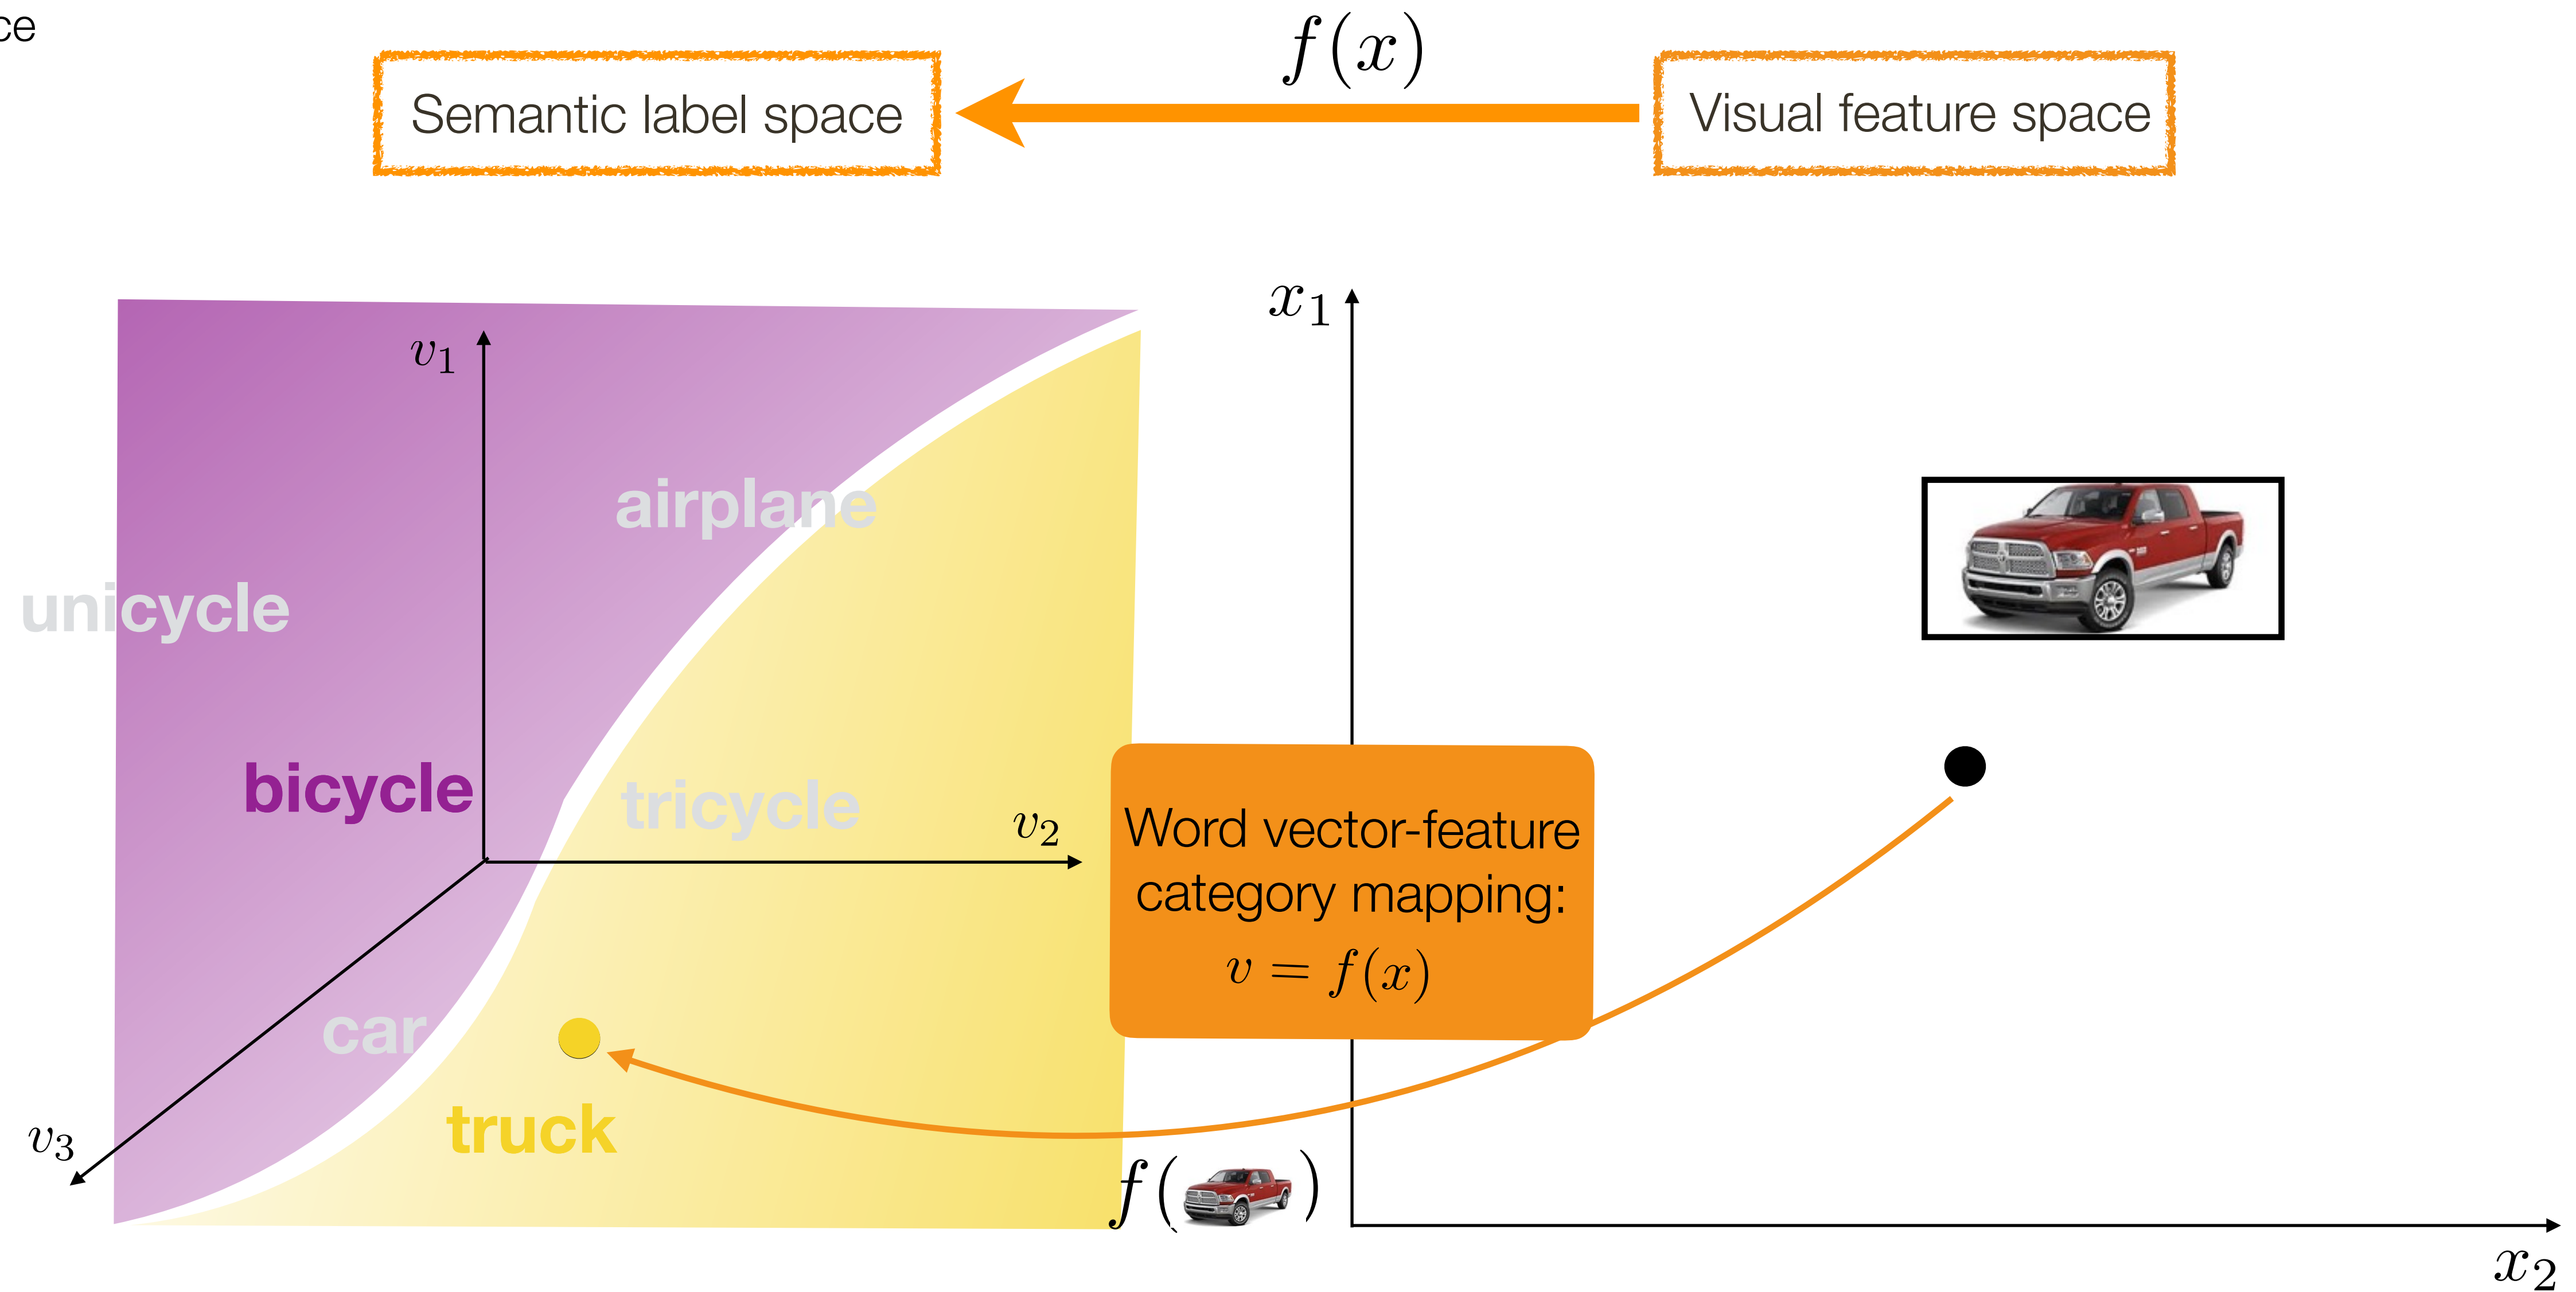 ce
f(x)
Semantic label space
Visual feature space
x₁
v₁
airplane
unicycle
bicycle
tricycle
v₂
Word vector-feature
category mapping:
v = f(x)
car
truck
v₃
f( )
x₂